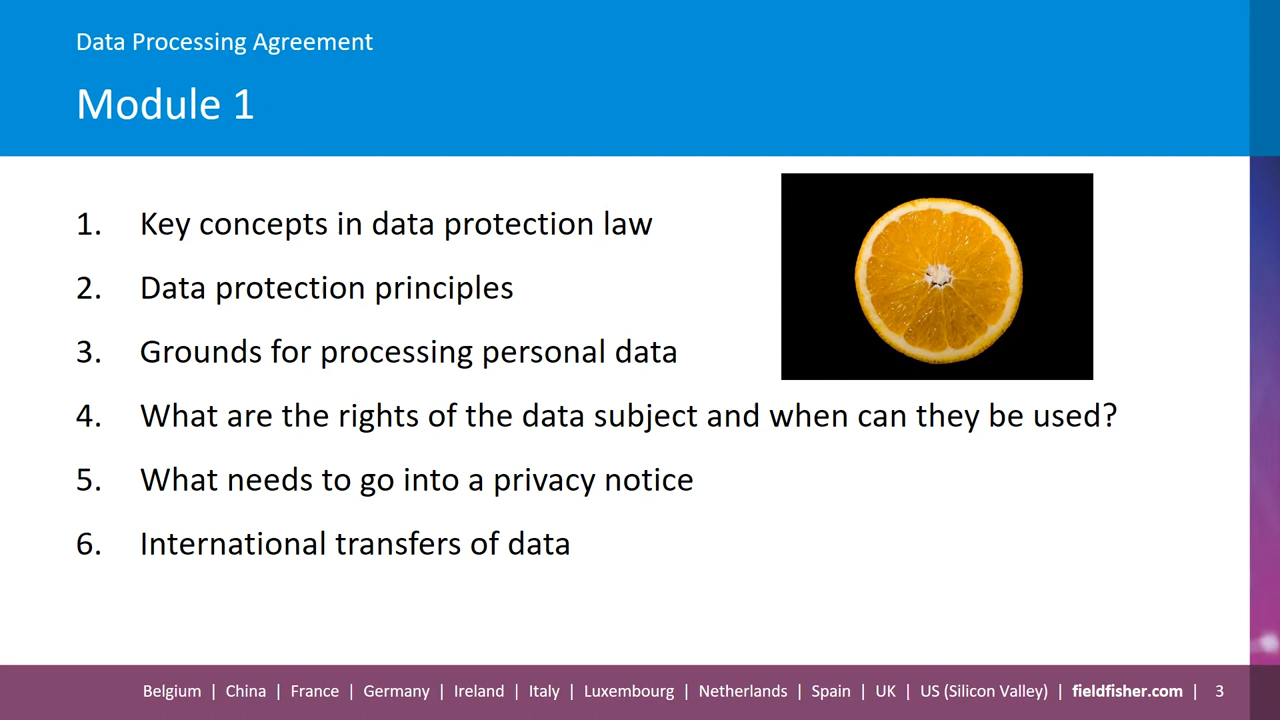 Data Processing Agreement
Module 1
1. Key concepts in data protection law
2. Data protection principles
3. Grounds for processing personal data
4. What are the rights of the data subject and when can they be used?
5. What needs to go into a privacy notice
6. International transfers of data
Belgium | China | France | Germany | Ireland | Italy | Luxembourg | Netherlands | Spain | UK | US (Silicon Valley) | fieldfisher.com | 3